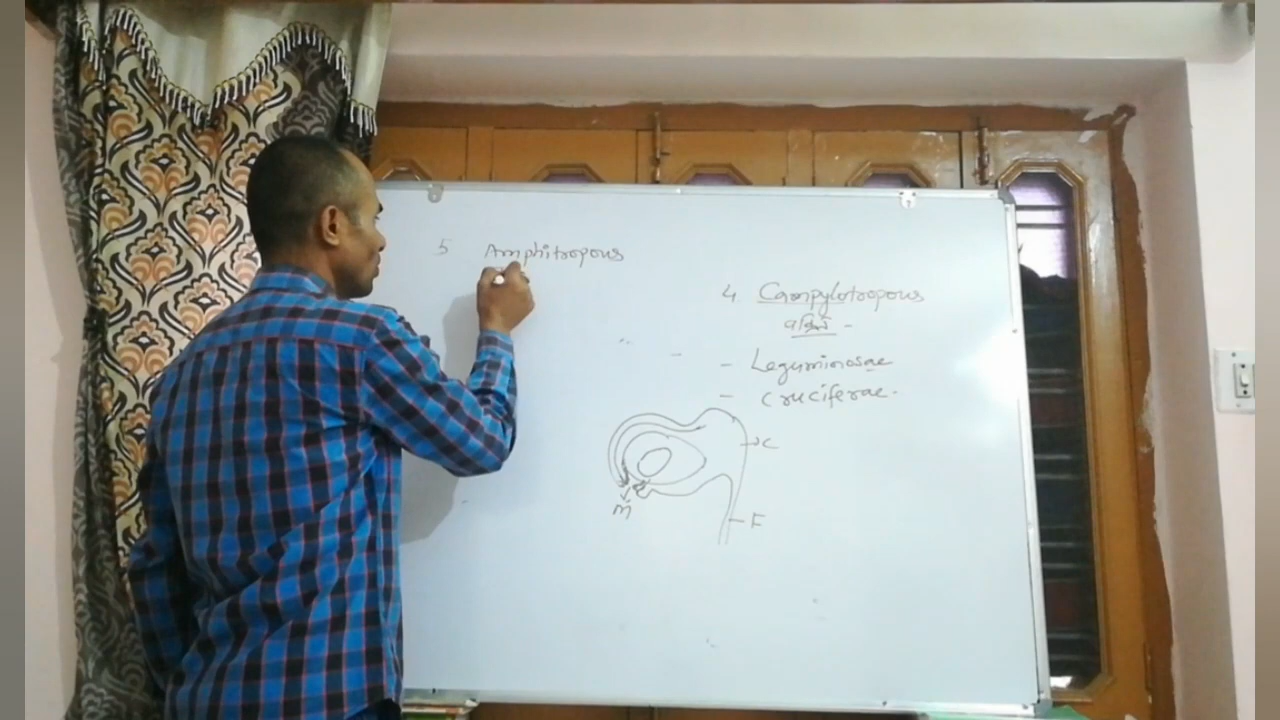 5 Amphitropous
4 Campylotropous
- Leguminosae
- Cruciferae-
C
m
F